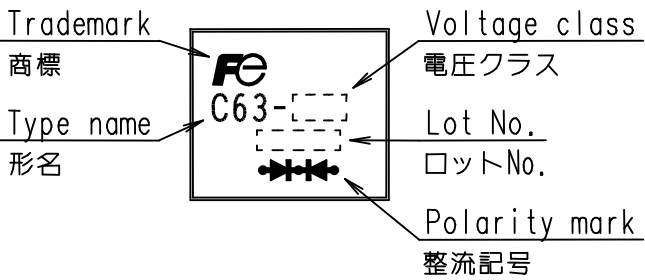 Trademark
商標
Type name
形名
Fe
C63-
Voltage class
電圧クラス
Lot No.
ロットNo.
Polarity mark
整流記号